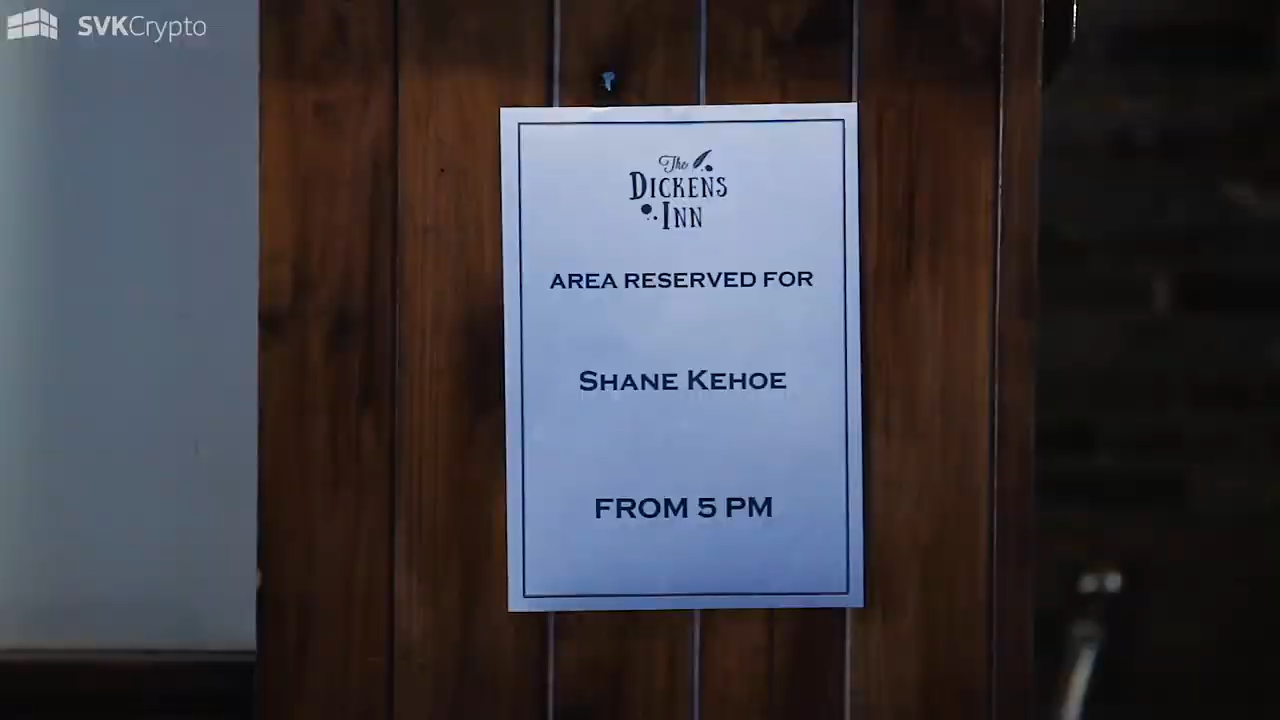 SVKCrypto
The
DICKENS
INN
AREA RESERVED FOR
SHANE KEHOE
FROM 5 PM